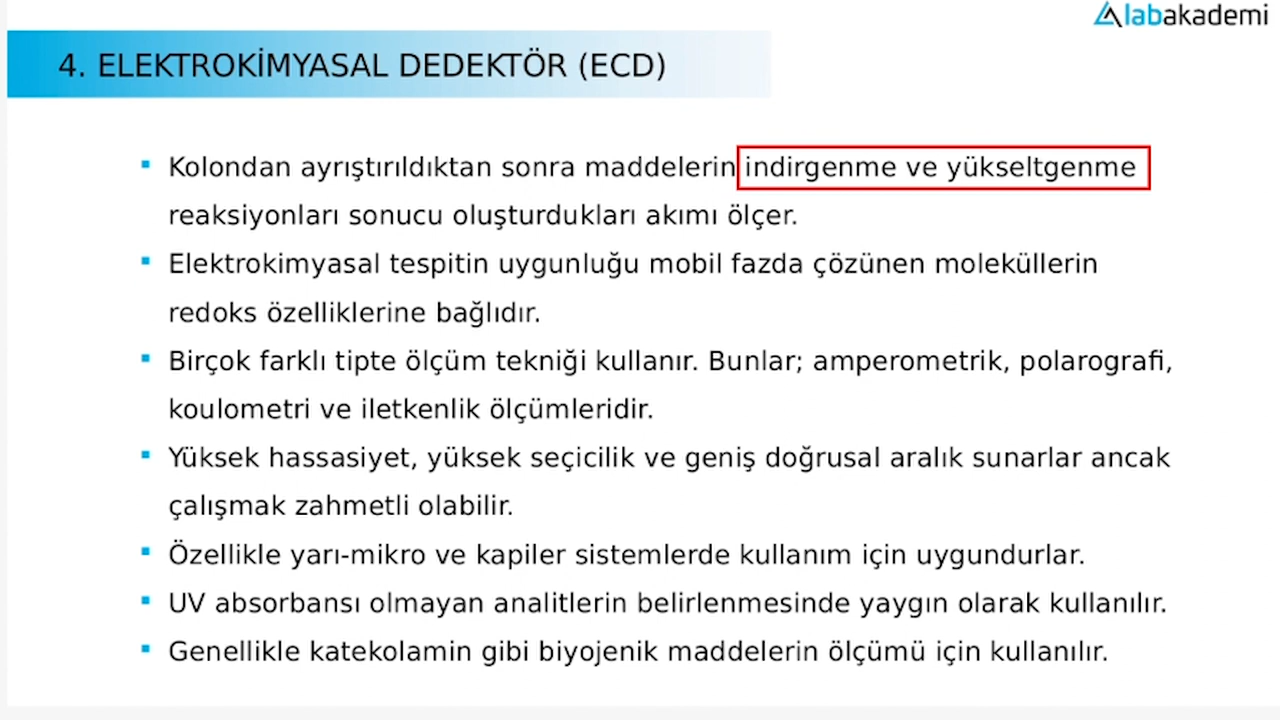 labakademi
4. ELEKTROKİMYASAL DEDEKTÖR (ECD)
▪ Kolondan ayrıştırıldıktan sonra maddelerin indirgenme ve yükseltgenme
reaksiyonları sonucu oluşturdukları akımı ölçer.
▪ Elektrokimyasal tespitin uygunluğu mobil fazda çözünen moleküllerin
redoks özelliklerine bağlıdır.
▪ Birçok farklı tipte ölçüm tekniği kullanır. Bunlar; amperometrik, polarografi,
koulometri ve iletkenlik ölçümleridir.
▪ Yüksek hassasiyet, yüksek seçicilik ve geniş doğrusal aralık sunarlar ancak
çalışmak zahmetli olabilir.
▪ Özellikle yarı-mikro ve kapiler sistemlerde kullanım için uygundurlar.
▪ UV absorbansı olmayan analitlerin belirlenmesinde yaygın olarak kullanılır.
▪ Genellikle katekolamin gibi biyojenik maddelerin ölçümü için kullanılır.